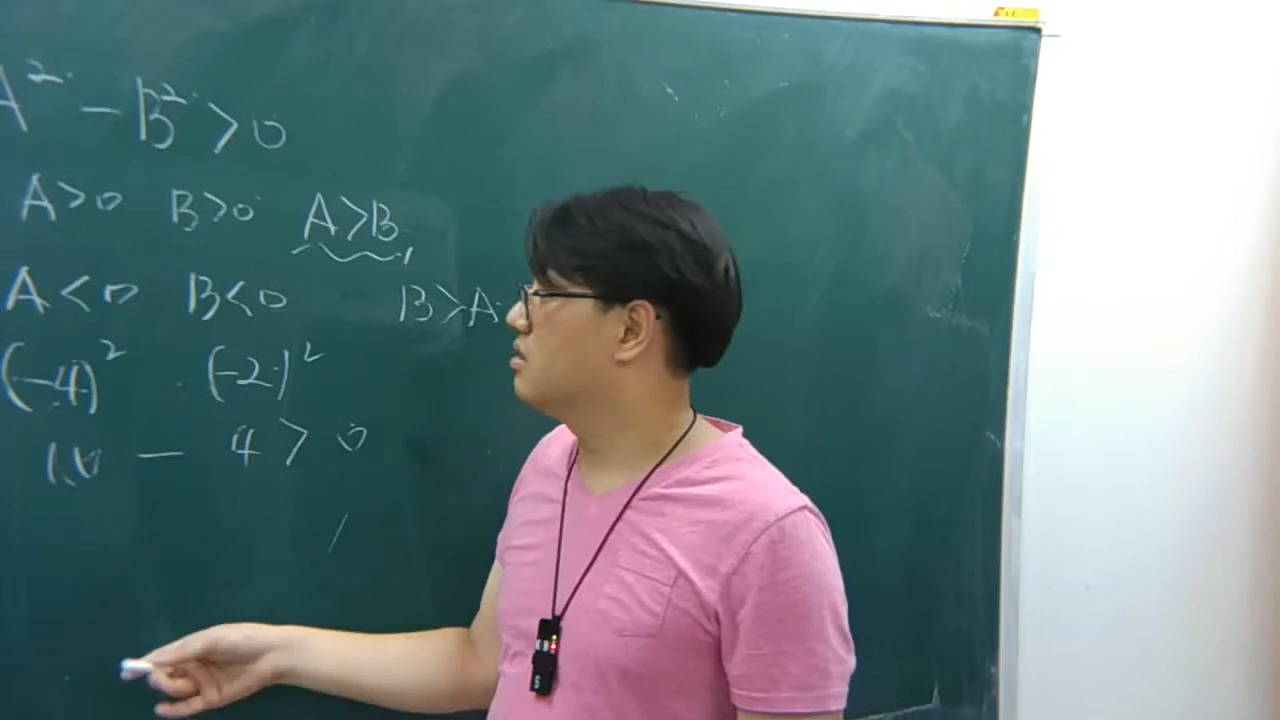 A² - B² > 0
A > 0 B > 0 A > B
A < 0 B < 0 B > A
(-4)² (-2)²
16 - 4 > 0